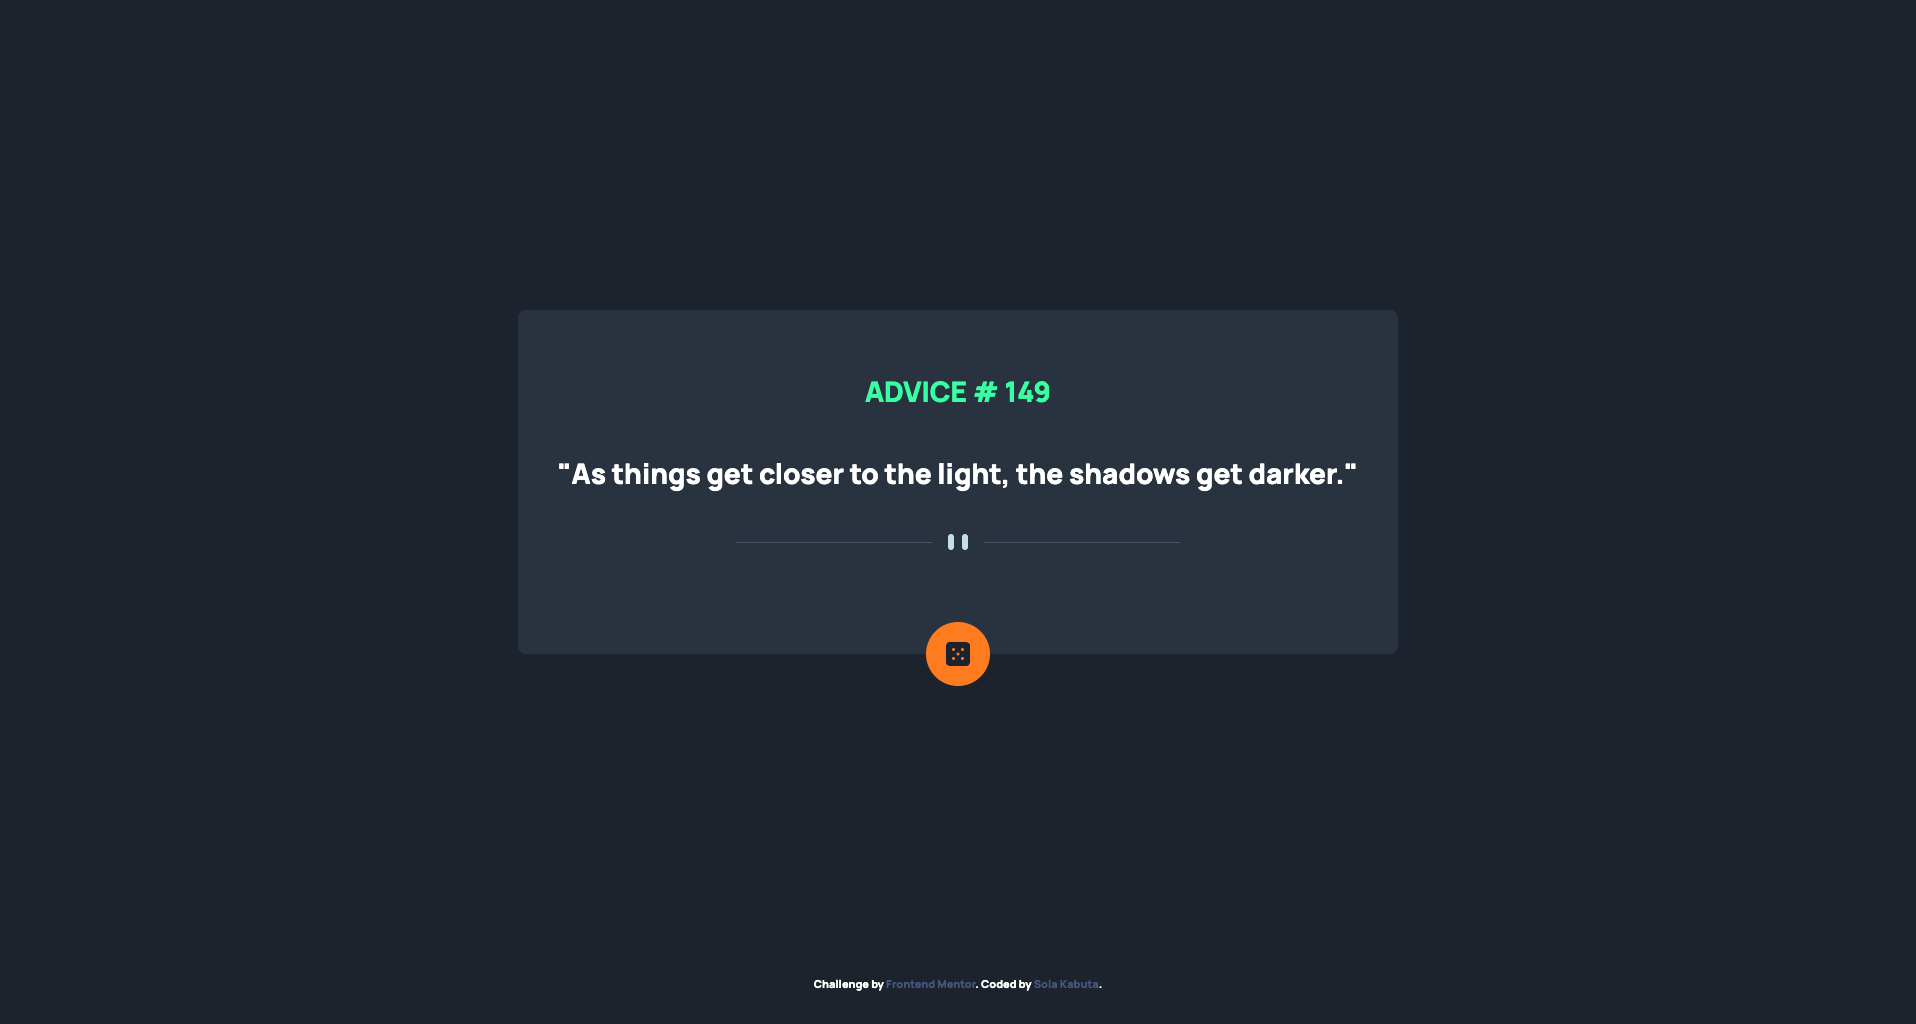 ADVICE # 149
"As things get closer to the light, the shadows get darker."
Challenge by Frontend Mentor. Coded by Sola Kabuta.